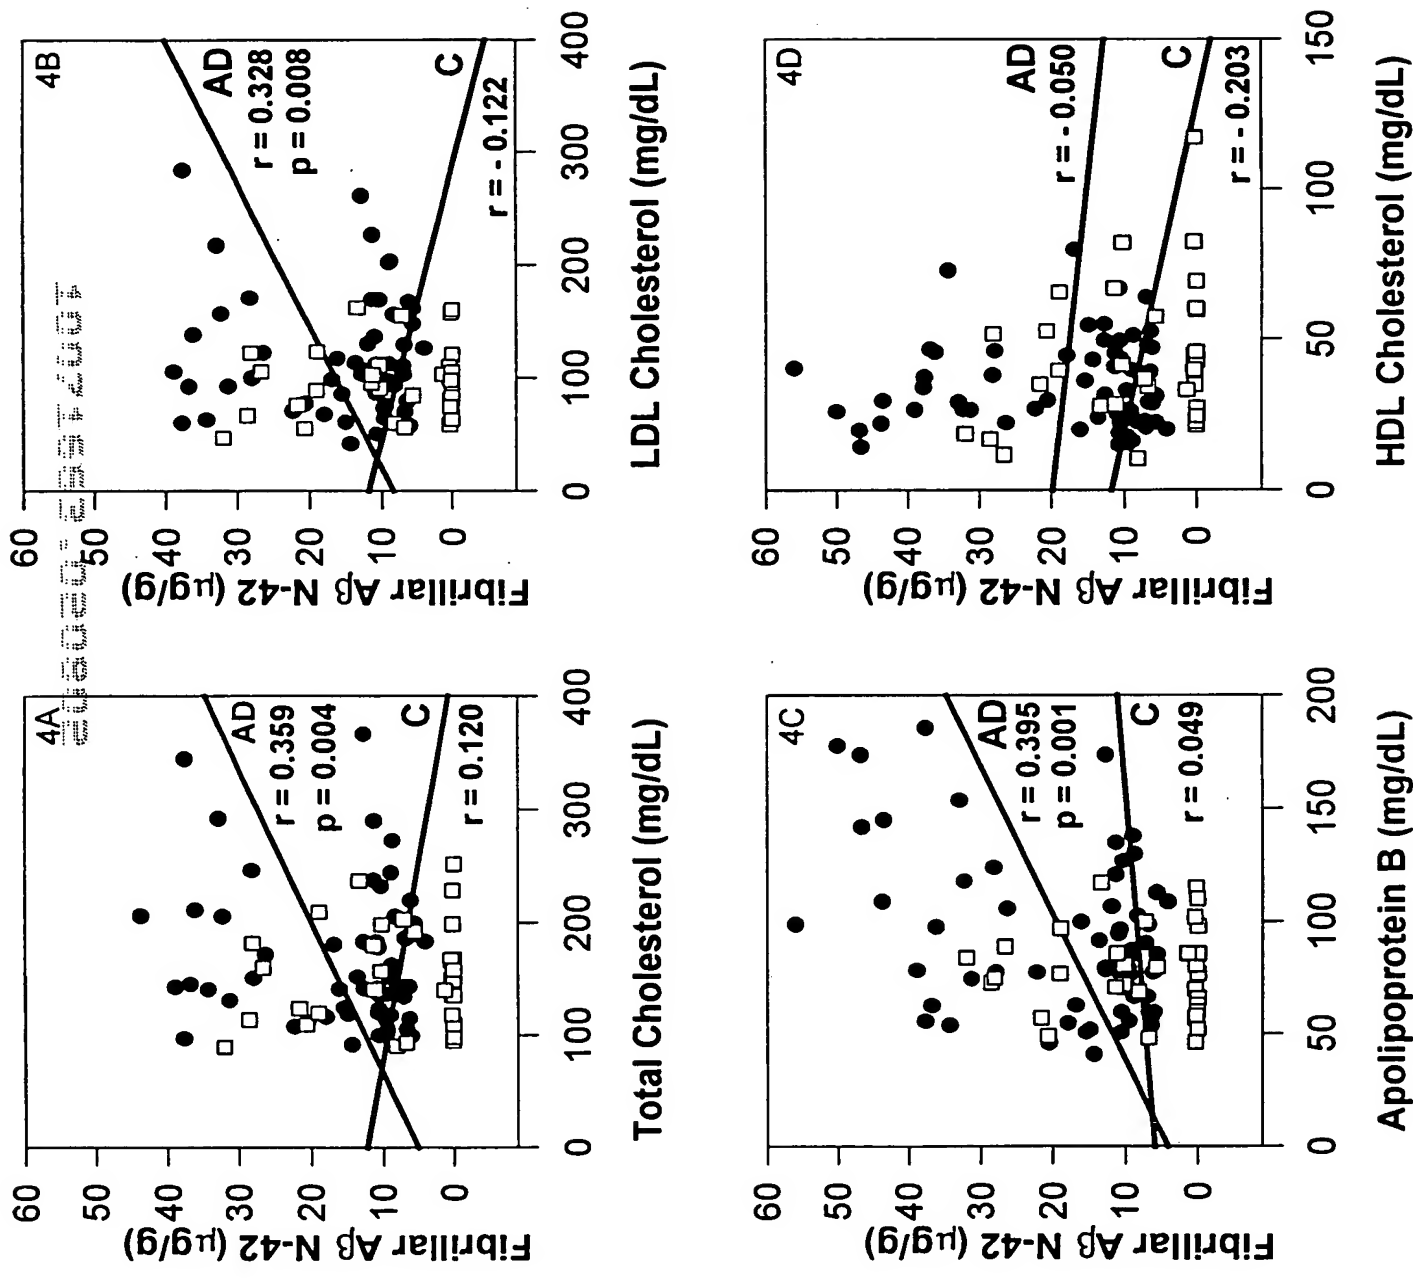 4A
Fibrillar Aβ N-42 (μg/g)
60
50
40
30
20
10
0
AD
r = 0.359
p = 0.004
C
r = 0.120
0 100 200 300 400
Total Cholesterol (mg/dL)
4B
Fibrillar Aβ N-42 (μg/g)
60
50
40
30
20
10
0
AD
r = 0.328
p = 0.008
C
r = - 0.122
0 100 200 300 400
LDL Cholesterol (mg/dL)
4C
Fibrillar Aβ N-42 (μg/g)
60
50
40
30
20
10
0
AD
r = 0.395
p = 0.001
C
r = 0.049
0 50 100 150 200
Apolipoprotein B (mg/dL)
4D
Fibrillar Aβ N-42 (μg/g)
60
50
40
30
20
10
0
AD
r = - 0.050
C
r = - 0.203
0 50 100 150
HDL Cholesterol (mg/dL)